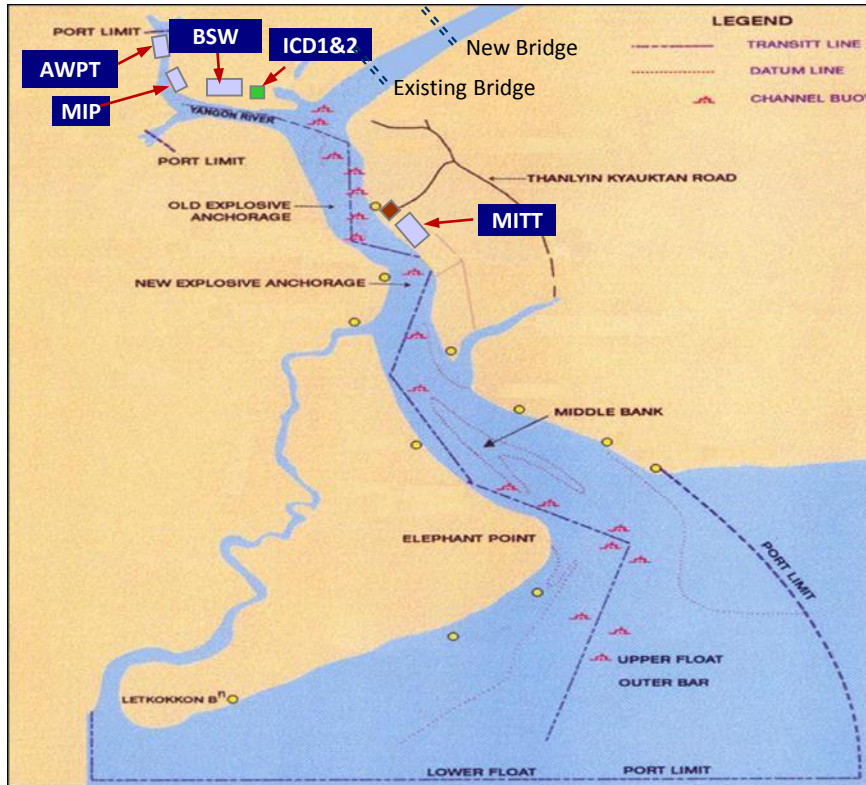 PORT LIMIT
BSW
ICD1&2
New Bridge
LEGEND
AWPT
TRANSITT LINE
DATUM LINE
Existing Bridge
CHANNEL BUOY
MIP
YANGON RIVER
PORT LIMIT
THANLYIN KYAUKTAN ROAD
OLD EXPLOSIVE
ANCHORAGE
MITT
NEW EXPLOSIVE ANCHORAGE
MIDDLE BANK
ELEPHANT POINT
PORT LIMIT
UPPER FLOAT
OUTER BAR
LETKOKKON Bⁿ
LOWER FLOAT
PORT LIMIT